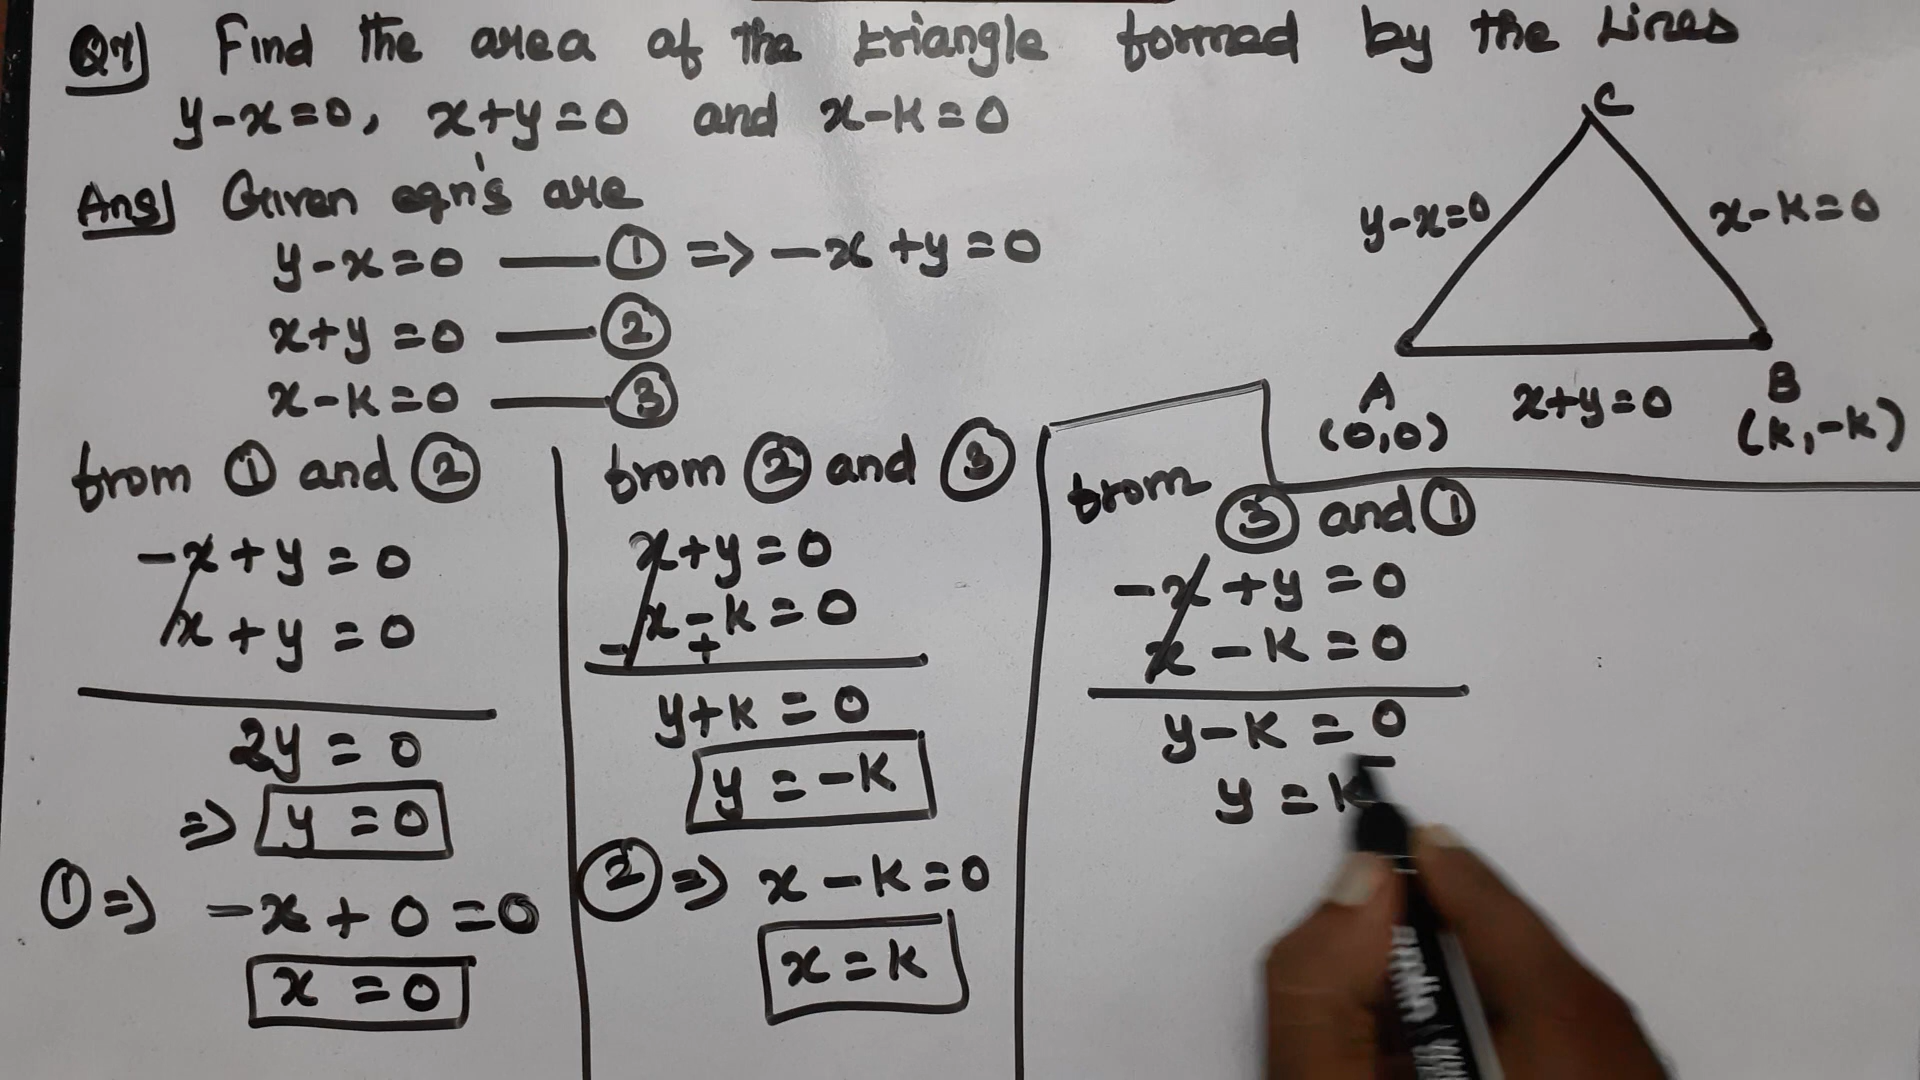 Q7) Find the area of the triangle formed by the Lines
y-x=0, x+y=0 and x-k=0
Ans) Given eqn's are
y-x=0 —— ① => -x+y=0
x+y=0 —— ②
x-k=0 —— ③
C
y-x=0
x-k=0
A
(0,0)
x+y=0
B
(k,-k)
from ① and ②
-x+y=0
x+y=0
2y=0
=> y=0
① => -x+0=0
x=0
from ② and ③
x+y=0
x-k=0
- +
y+k=0
y=-k
② => x-k=0
x=k
from ③ and ①
-x+y=0
x-k=0
y-k=0
y=k